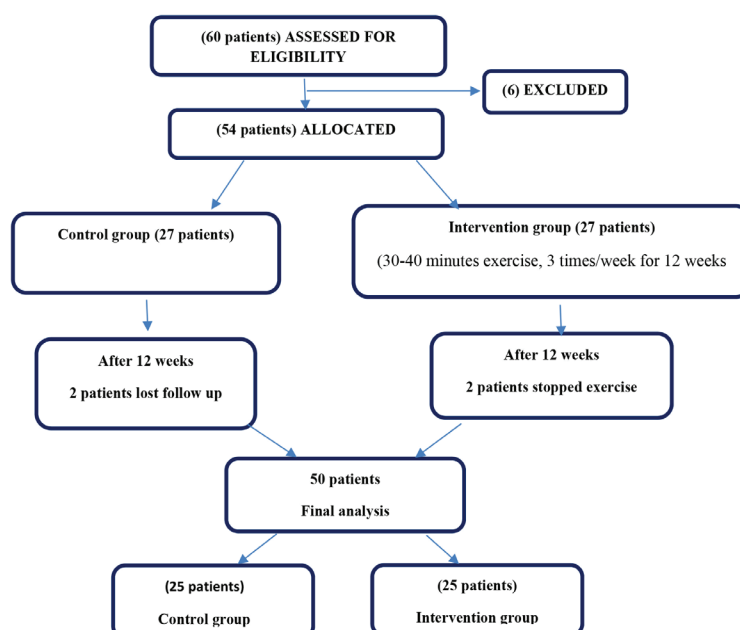 (60 patients) ASSESSED FOR
ELIGIBILITY
(6) EXCLUDED
(54 patients) ALLOCATED
Control group (27 patients)
Intervention group (27 patients)
(30-40 minutes exercise, 3 times/week for 12 weeks
After 12 weeks
2 patients lost follow up
After 12 weeks
2 patients stopped exercise
50 patients
Final analysis
(25 patients)
Control group
(25 patients)
Intervention group